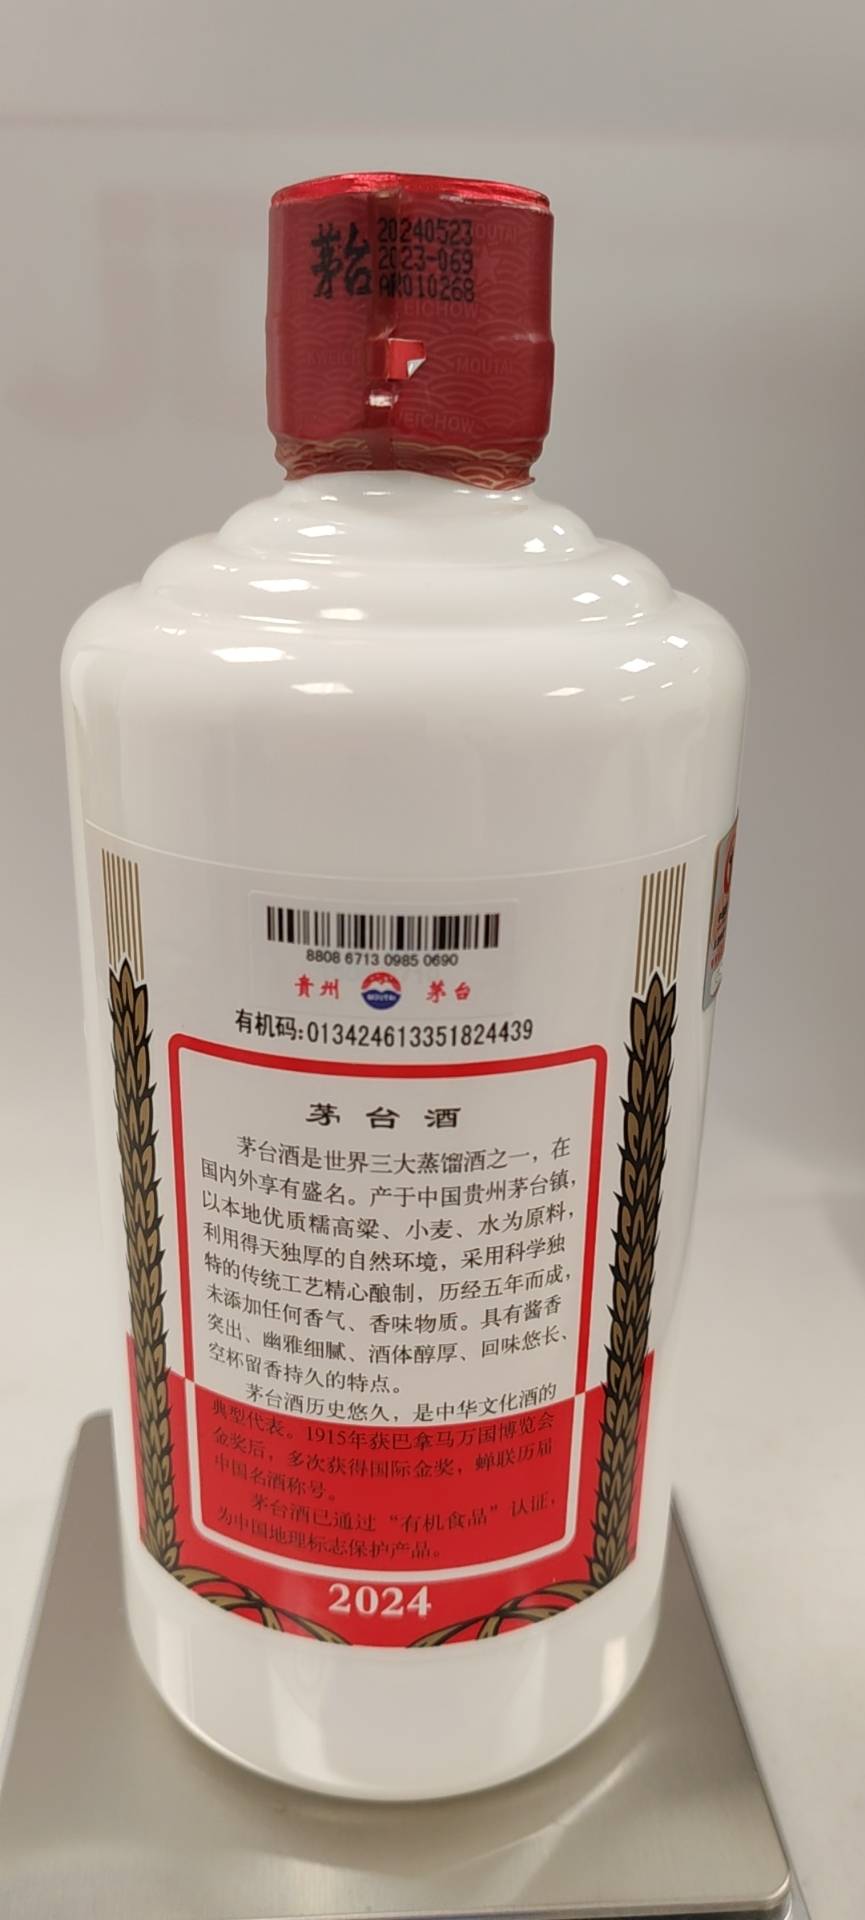 茅台
20240523
2023-069
AR010268
MOUTAI
KWEICHOW
KWEICH
MOUTAI
WEICHOW
8808 6713 0985 0690
貴州 MOUTAI 茅台
有机码:013424613351824439
茅台酒
茅台酒是世界三大蒸馏酒之一，在
国内外享有盛名。产于中国贵州茅台镇，
以本地优质糯高粱、小麦、水为原料，
利用得天独厚的自然环境，采用科学独
特的传统工艺精心酿制，历经五年而成，
未添加任何香气、香味物质。具有酱香
突出、幽雅细腻、酒体醇厚、回味悠长、
空杯留香持久的特点。
茅台酒历史悠久，是中华文化酒的
典型代表。1915年获巴拿马万国博览会
金奖后，多次获得国际金奖，蝉联历届
中国名酒称号。
茅台酒已通过“有机食品”认证，
为中国地理标志保护产品。
2024